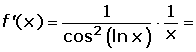 f'(x) = 1/cos²(ln x) · 1/x =